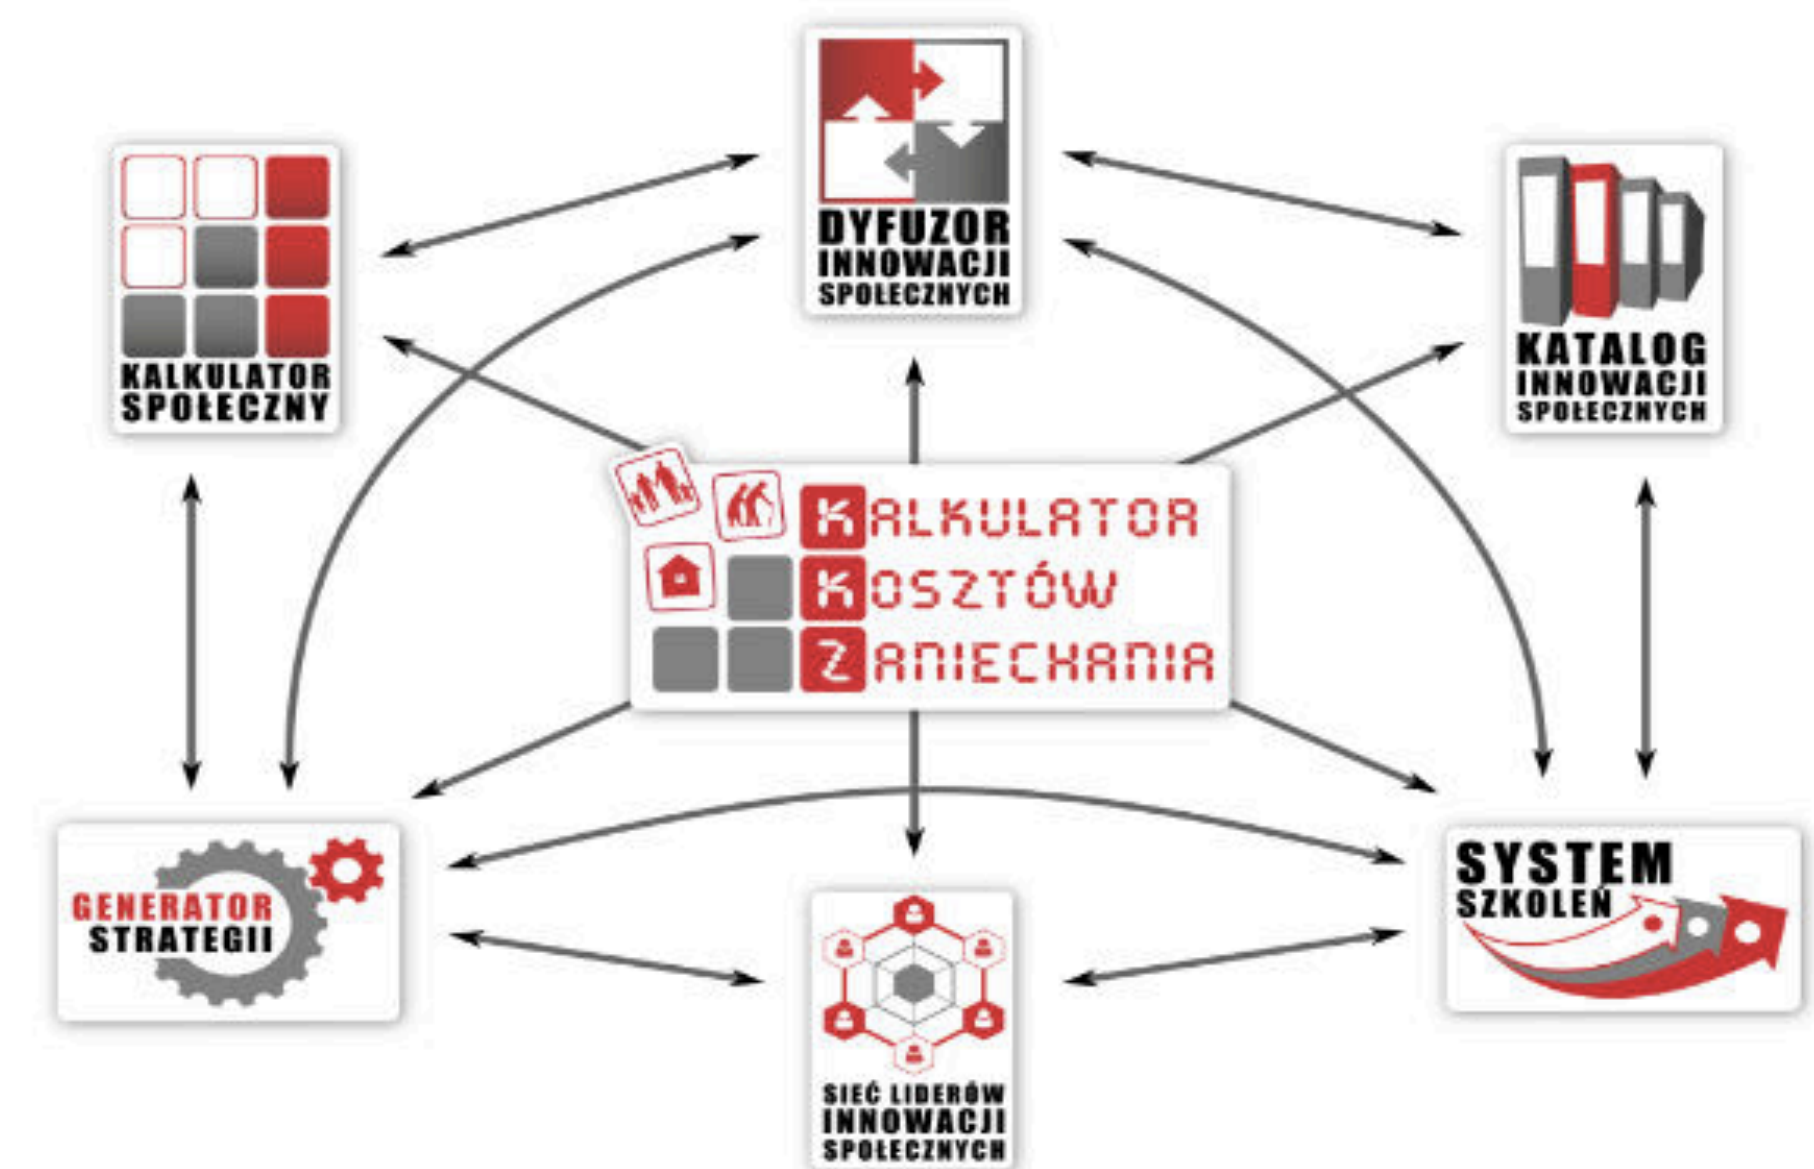 DYFUZOR
INNOWACJI
SPOŁECZNYCH
KALKULATOR
SPOŁECZNY
KATALOG
INNOWACJI
SPOŁECZNYCH
KALKULATOR
KOSZTÓW
ZANIECHANIA
GENERATOR
STRATEGII
SYSTEM
SZKOLEŃ
SIEĆ LIDERÓW
INNOWACJI
SPOŁECZNYCH